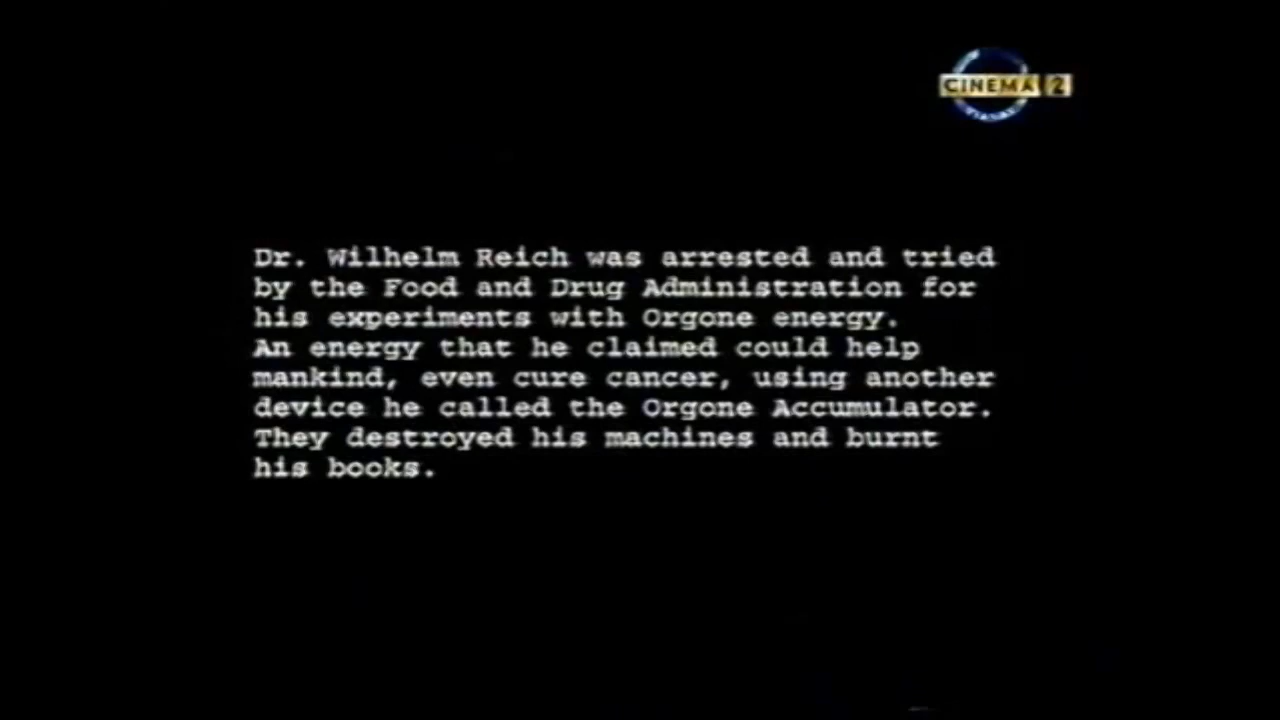 CINEMA 2
Dr. Wilhelm Reich was arrested and tried
by the Food and Drug Administration for
his experiments with Orgone energy.
An energy that he claimed could help
mankind, even cure cancer, using another
device he called the Orgone Accumulator.
They destroyed his machines and burnt
his books.